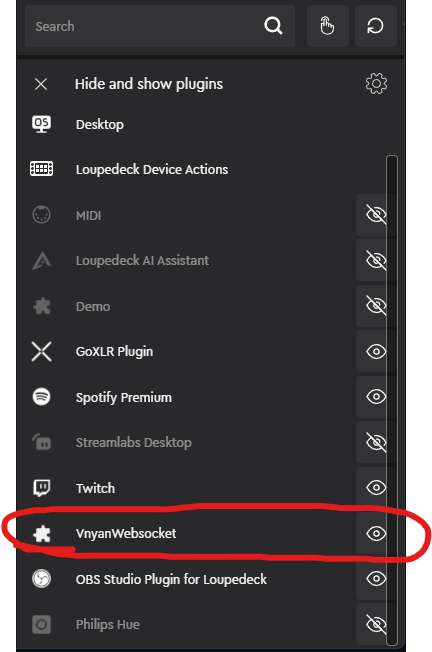 Search
Hide and show plugins
OS
Desktop
Loupedeck Device Actions
MIDI
Loupedeck AI Assistant
Demo
GoXLR Plugin
Spotify Premium
Streamlabs Desktop
Twitch
VnyanWebsocket
OBS Studio Plugin for Loupedeck
Philips Hue